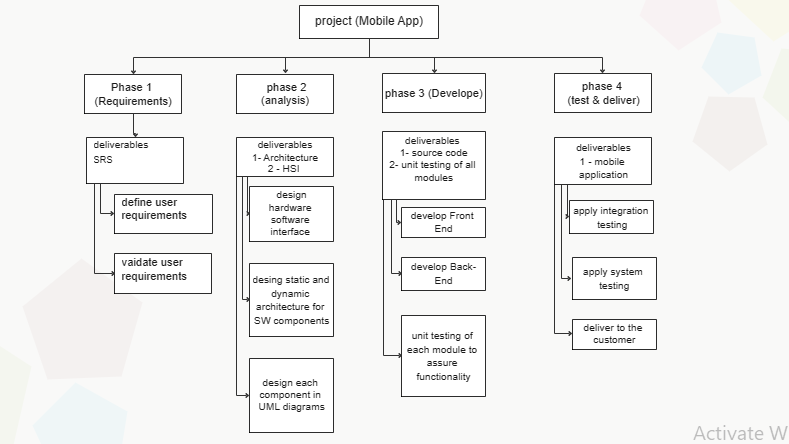 project (Mobile App)
Phase 1
(Requirements)
phase 2
(analysis)
phase 3 (Develope)
phase 4
(test & deliver)
deliverables
SRS
define user
requirements
vaidate user
requirements
deliverables
1- Architecture
2 - HSI
design
hardware
software
interface
desing static and
dynamic
architecture for
SW components
design each
component in
UML diagrams
deliverables
1- source code
2- unit testing of all
modules
develop Front
End
develop Back-
End
unit testing of
each module to
assure
functionality
deliverables
1 - mobile
application
apply integration
testing
apply system
testing
deliver to the
customer
Activate W